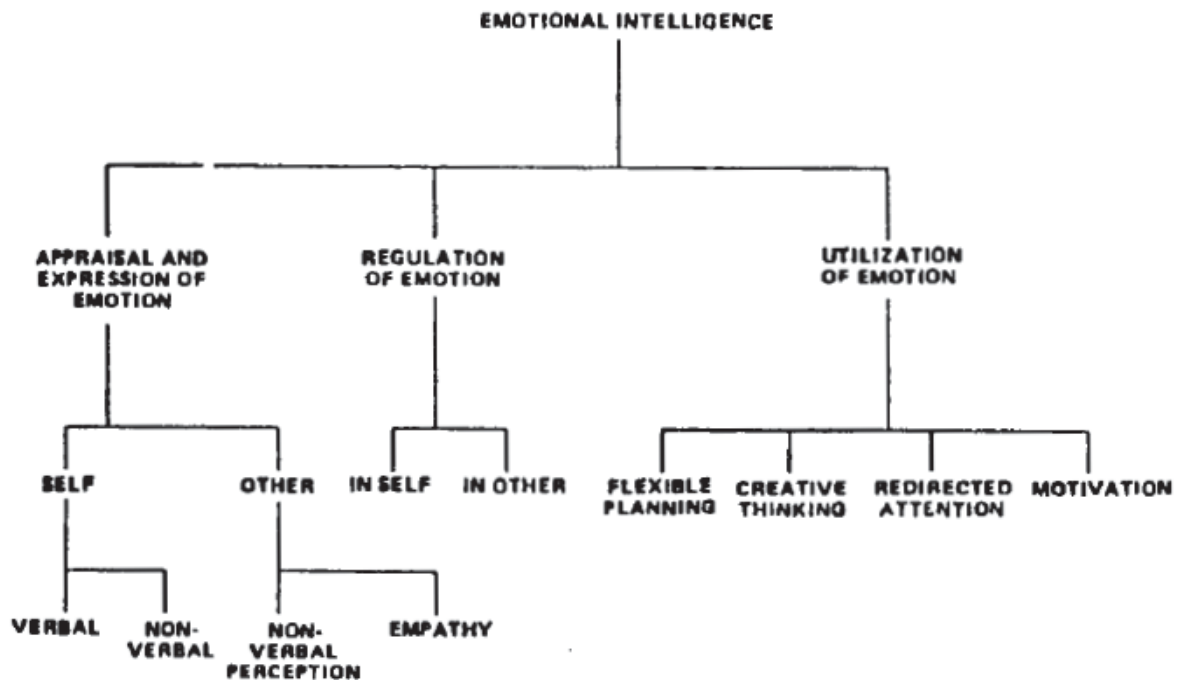 EMOTIONAL INTELLIGENCE
APPRAISAL AND
EXPRESSION OF
EMOTION
REGULATION
OF EMOTION
UTILIZATION
OF EMOTION
SELF
OTHER
IN SELF
IN OTHER
FLEXIBLE
PLANNING
CREATIVE
THINKING
REDIRECTED
ATTENTION
MOTIVATION
VERBAL
NON-
VERBAL
NON-
VERBAL
PERCEPTION
EMPATHY